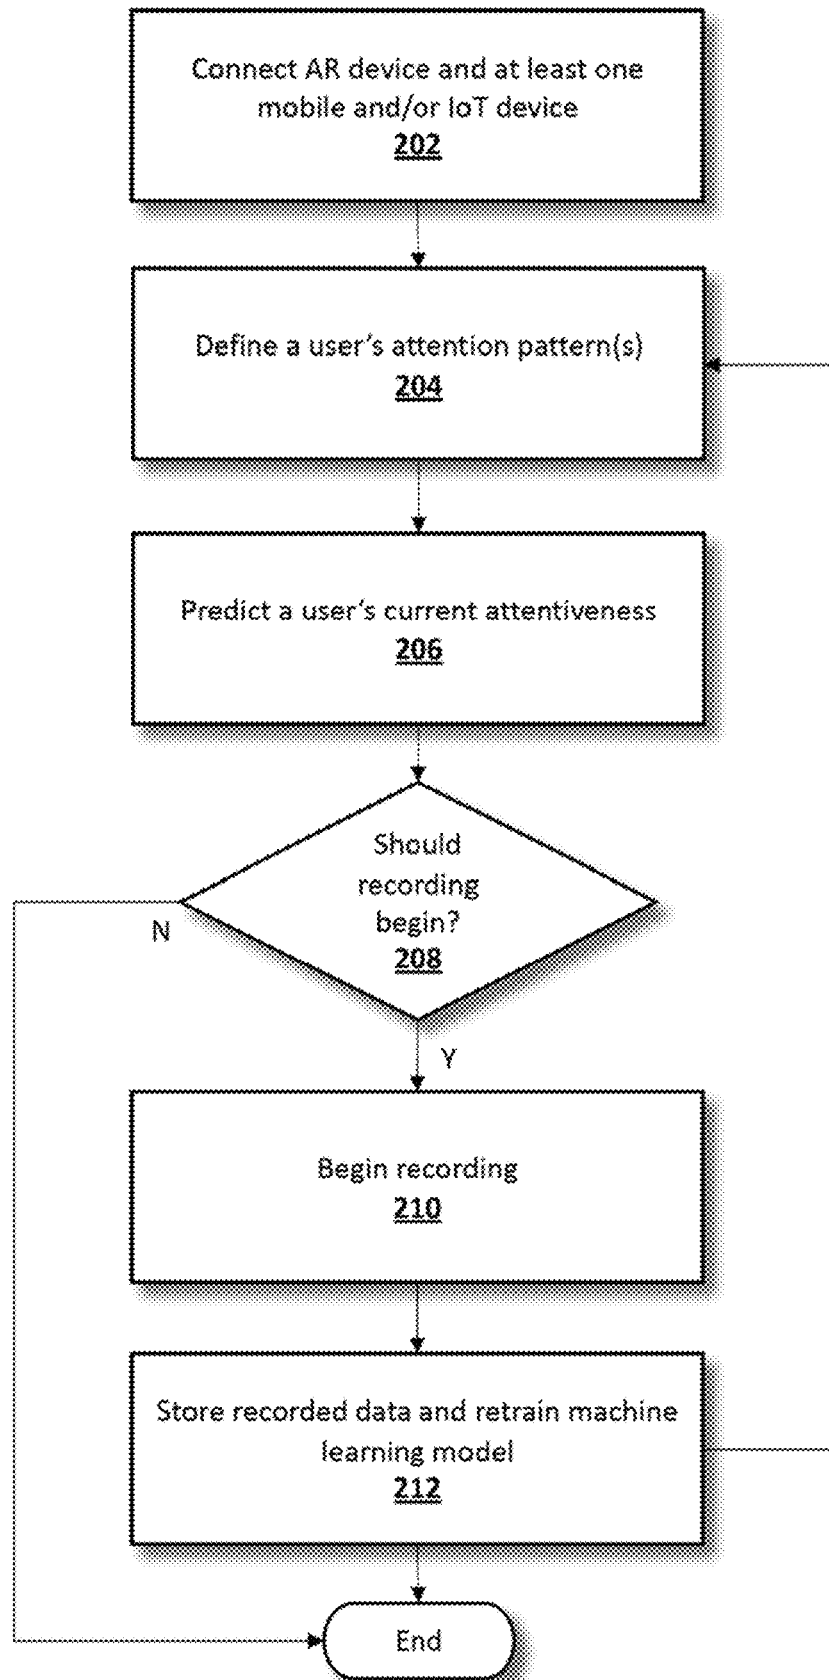 Connect AR device and at least one
mobile and/or IoT device
202
Define a user's attention pattern(s)
204
Predict a user's current attentiveness
206
Should
recording
begin?
208
N
Y
Begin recording
210
Store recorded data and retrain machine
learning model
212
End